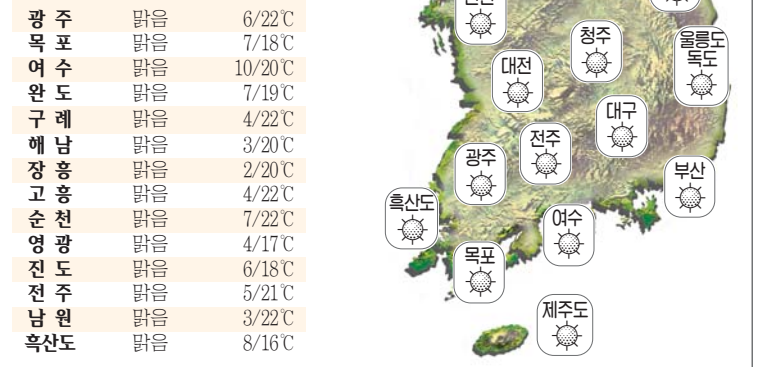 광 주 맑음 6/22℃
목 포 맑음 7/18℃
여 수 맑음 10/20℃
완 도 맑음 7/19℃
구 례 맑음 4/22℃
해 남 맑음 3/20℃
장 흥 맑음 2/20℃
고 흥 맑음 4/22℃
순 천 맑음 7/22℃
영 광 맑음 4/17℃
진 도 맑음 6/18℃
전 주 맑음 5/21℃
남 원 맑음 3/22℃
흑산도 맑음 8/16℃
청주
울릉도
독도
대전
대구
전주
광주
부산
흑산도
여수
목포
제주도